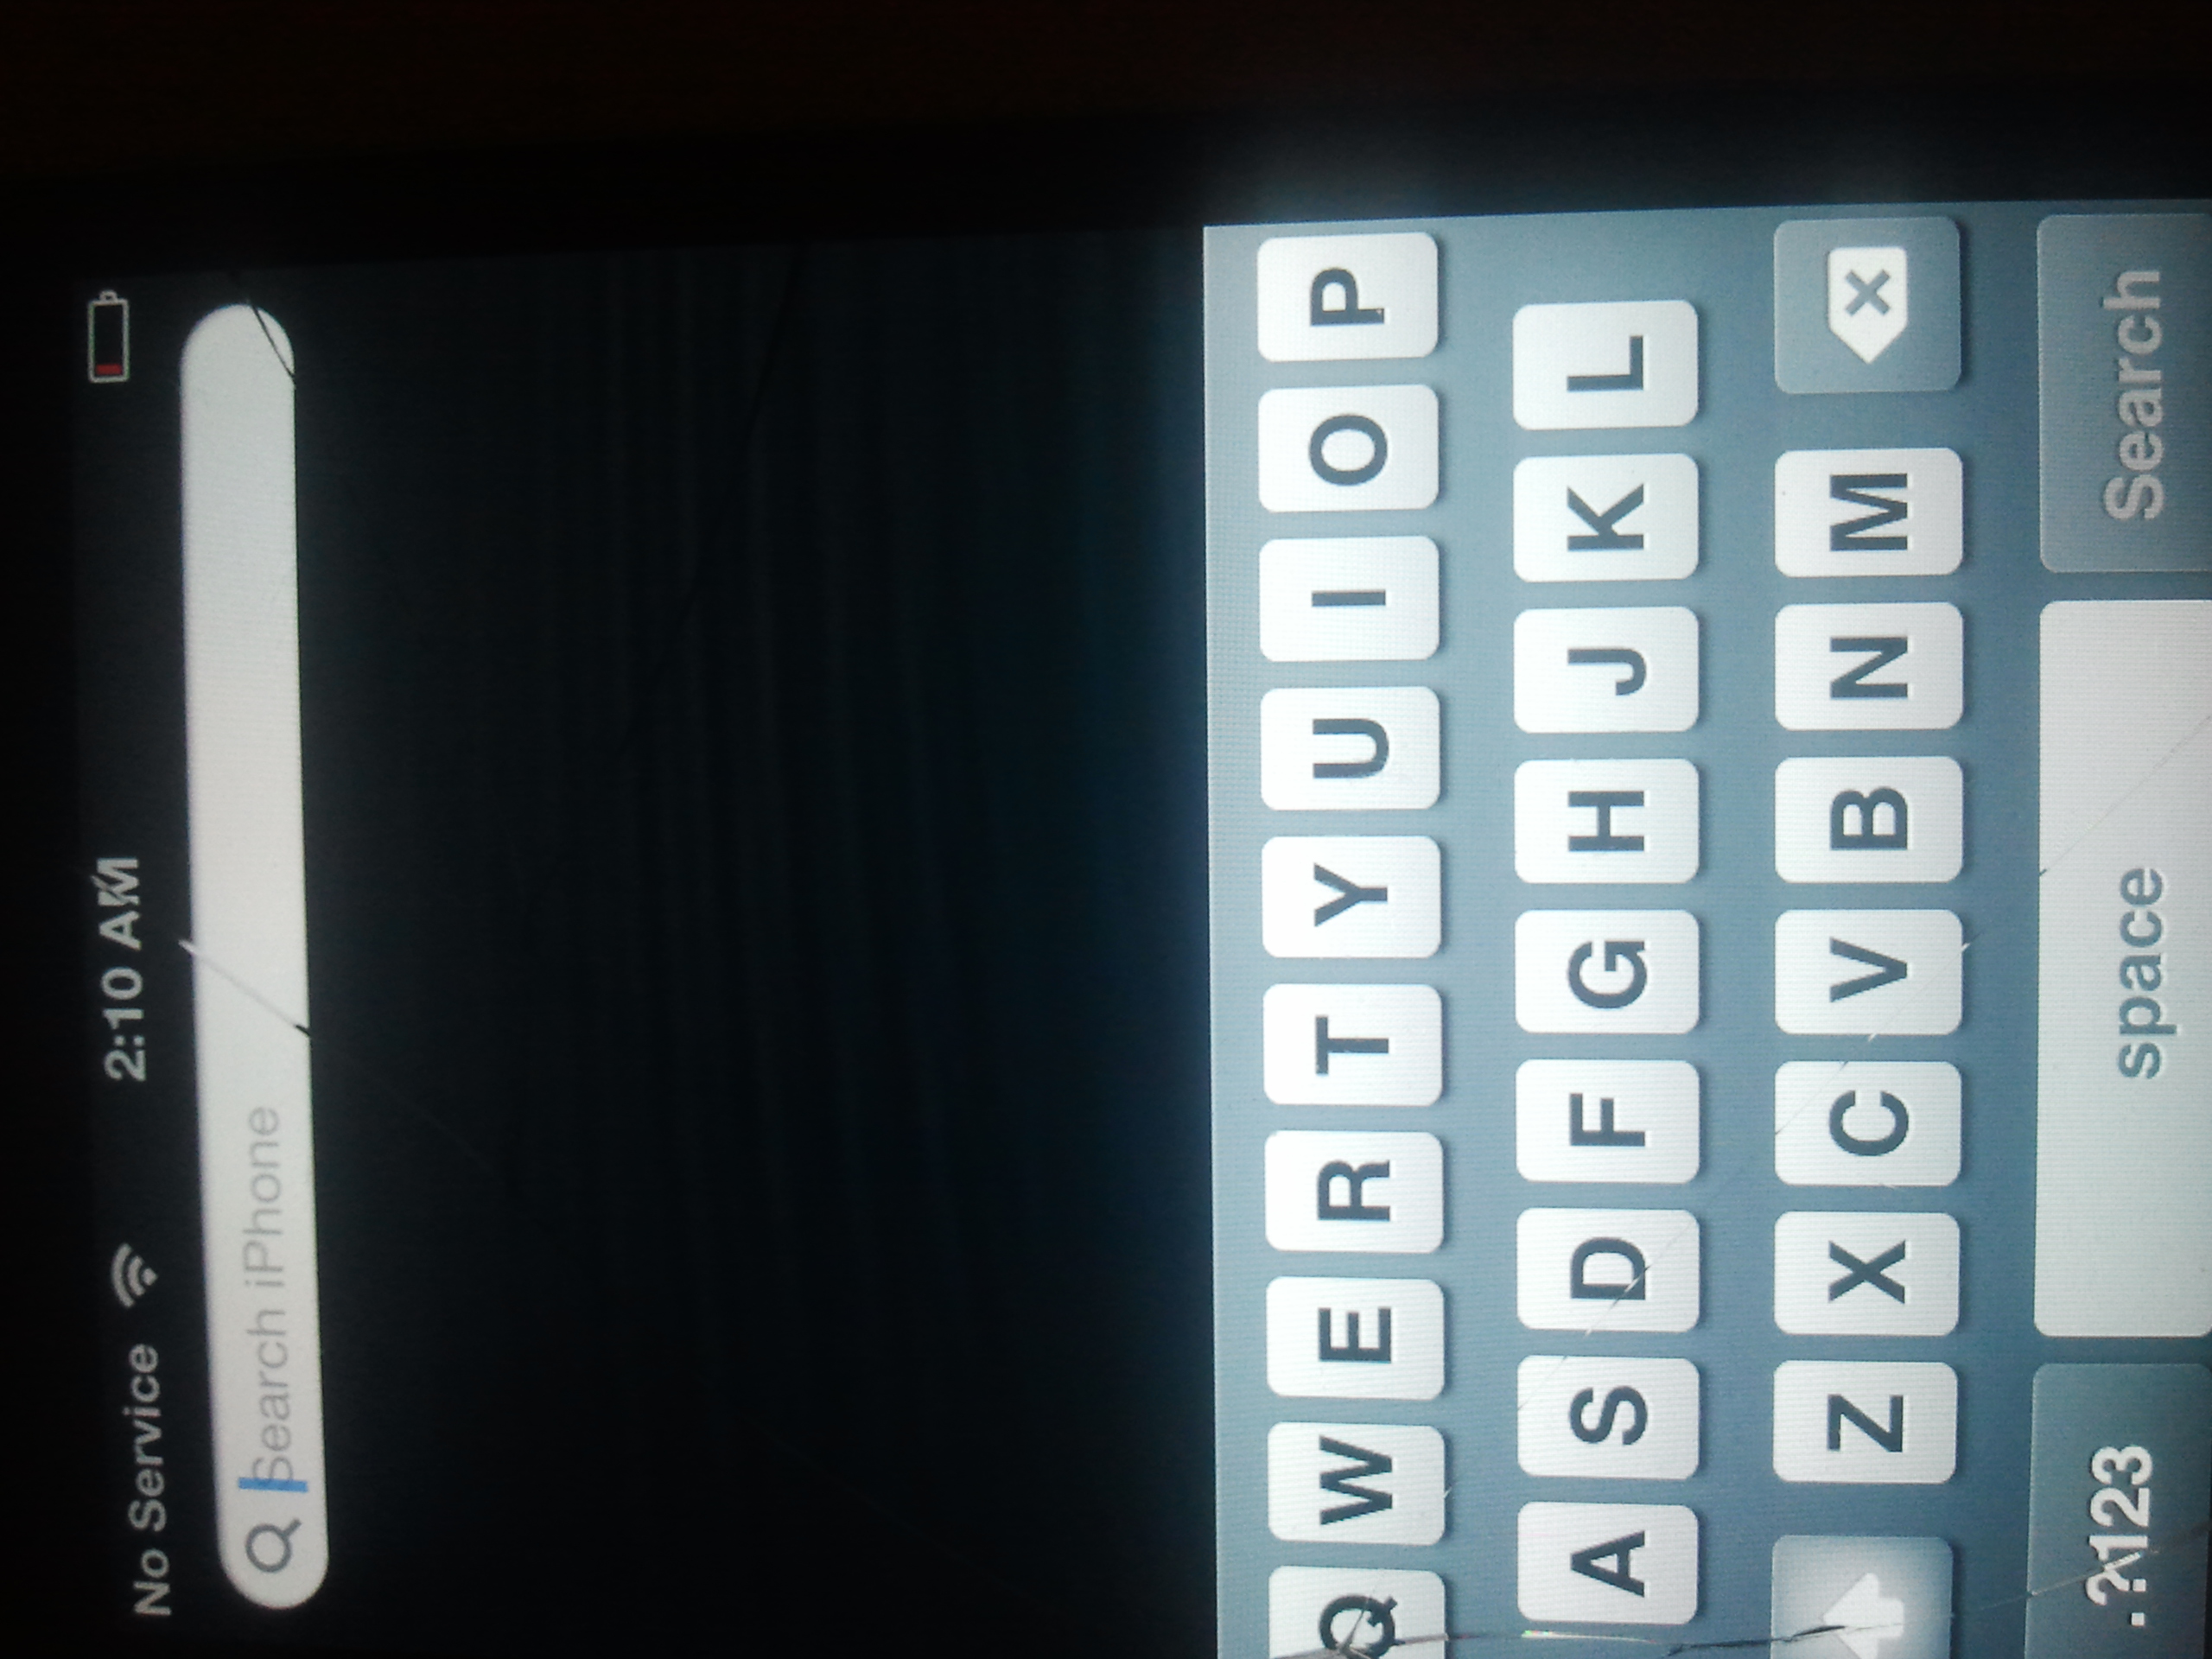 No Service 2:10 AM
Search iPhone
Q W E R T Y U I O P
A S D F G H J K L
Z X C V B N M
.?123 space Search